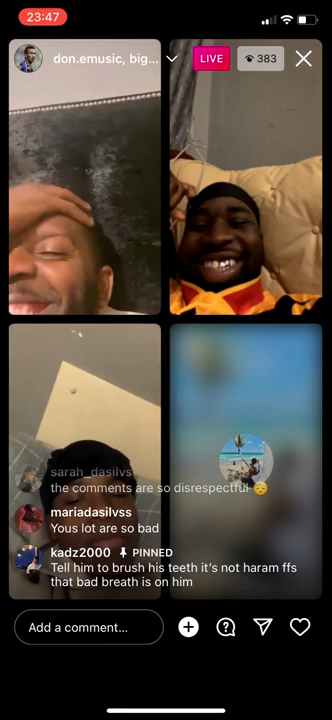 23:47
don.emusic, big...
LIVE
383
sarah_dasilvs
the comments are so disrespectful 😞
mariadasilvss
Yous lot are so bad
kadz2000 PINNED
Tell him to brush his teeth it's not haram ffs
that bad breath is on him
Add a comment...